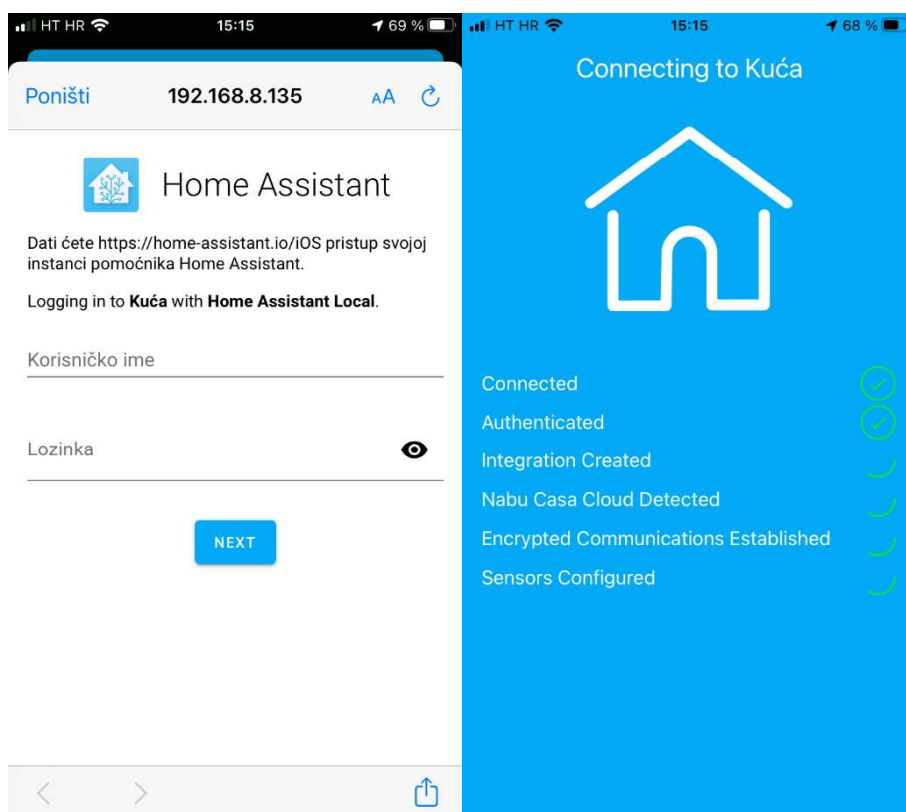 HT HR 15:15 69 %
Poništi 192.168.8.135 AA
Home Assistant
Dati ćete https://home-assistant.io/iOS pristup svojoj
instanci pomoćnika Home Assistant.
Logging in to Kuća with Home Assistant Local.
Korisničko ime
Lozinka
NEXT
HT HR 15:15 68 %
Connecting to Kuća
Connected
Authenticated
Integration Created
Nabu Casa Cloud Detected
Encrypted Communications Established
Sensors Configured